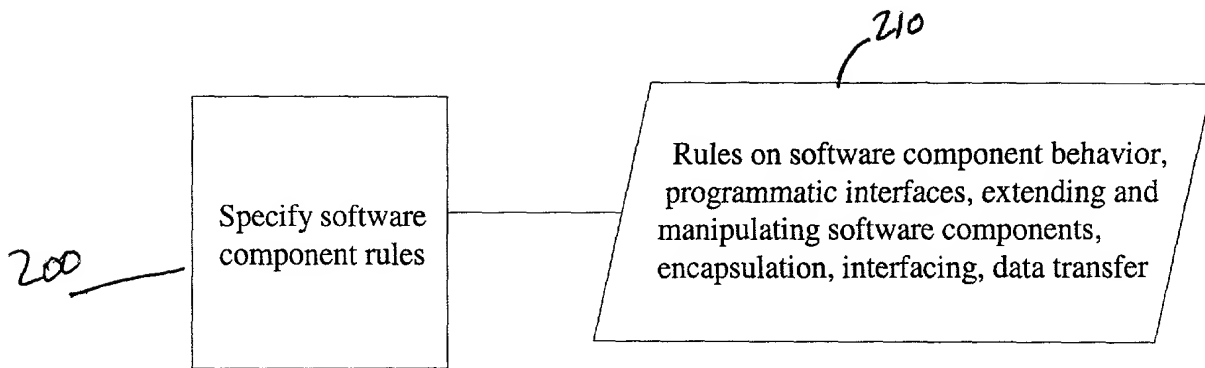 210
Rules on software component behavior,
programmatic interfaces, extending and
manipulating software components,
encapsulation, interfacing, data transfer
Specify software
component rules
200